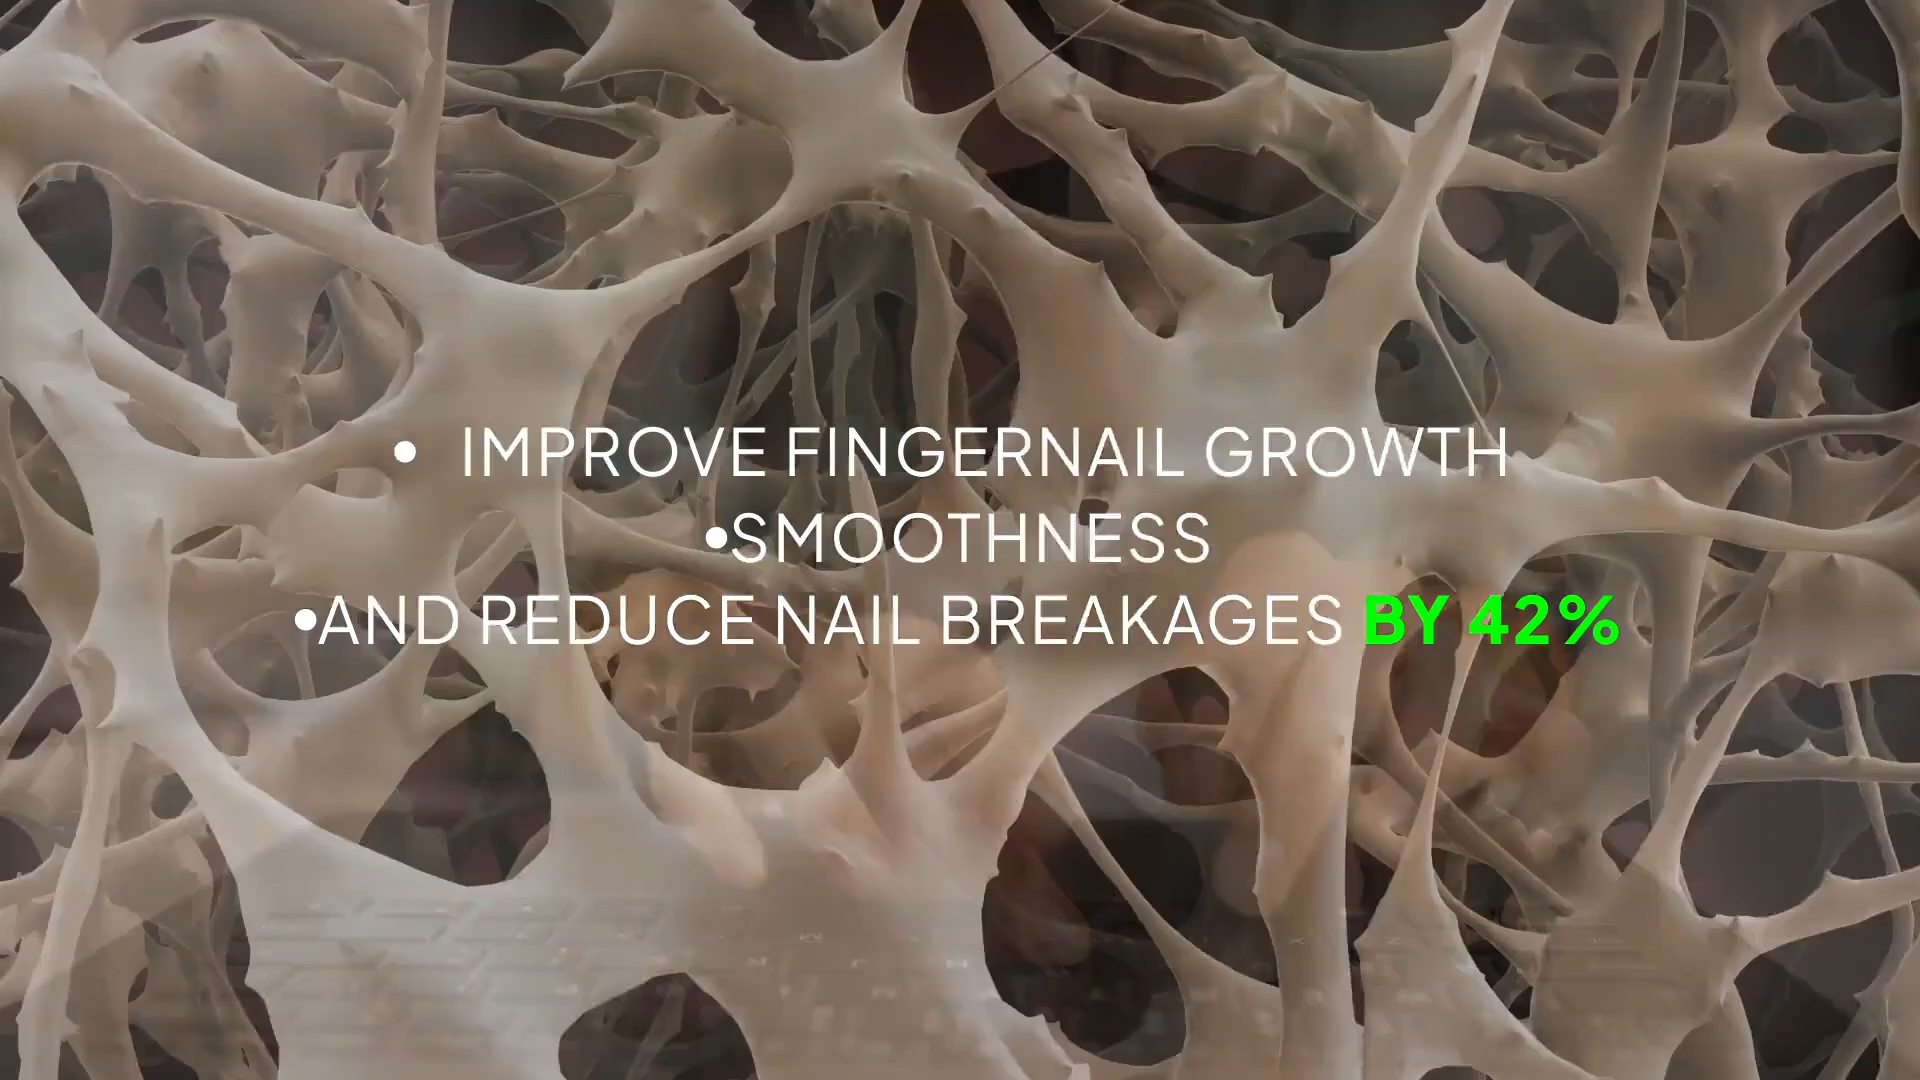 • IMPROVE FINGERNAIL GROWTH
•SMOOTHNESS
•AND REDUCE NAIL BREAKAGES BY 42%